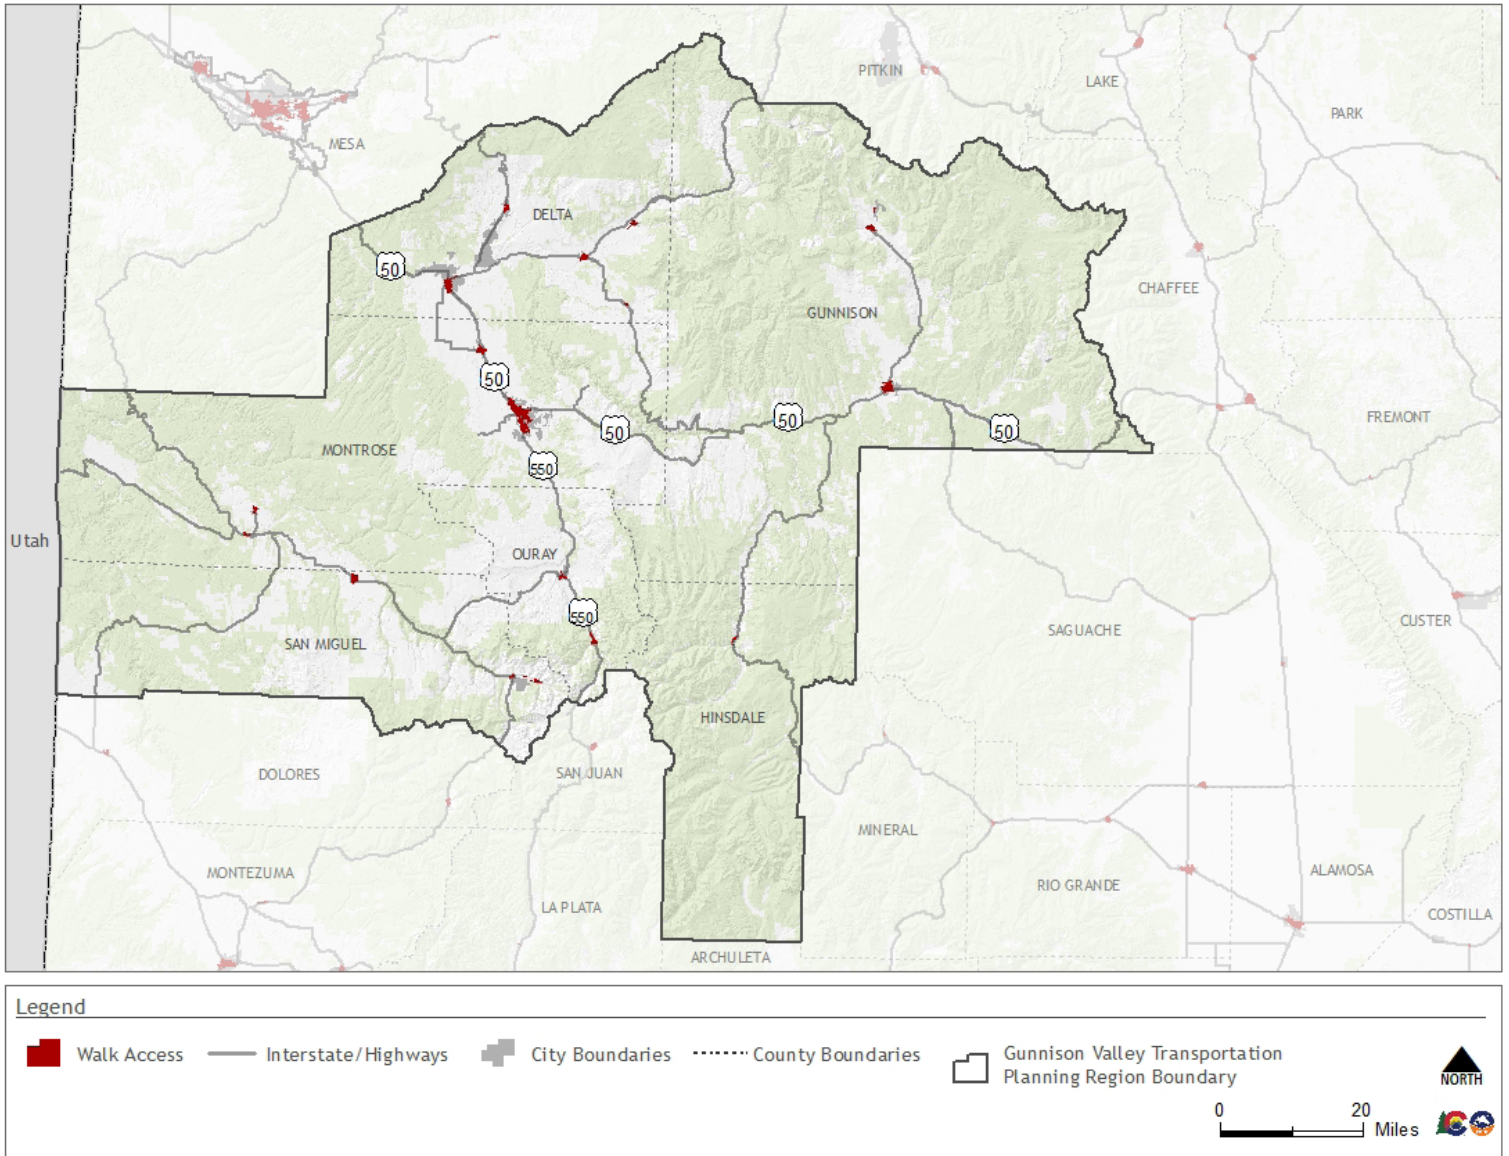 PITKIN
LAKE
PARK
MESA
DELTA
50
CHAFFEE
GUNNISON
50
50
50
50
FREMONT
MONTROSE
550
Utah
OURAY
550
SAN MIGUEL
SAGUACHE
CUSTER
HINSDALE
DOLORES
SAN JUAN
MINERAL
MONTEZUMA
RIO GRANDE
ALAMOSA
LA PLATA
COSTILLA
ARCHULETA
Legend
Walk Access
Interstate/Highways
City Boundaries
County Boundaries
Gunnison Valley Transportation
Planning Region Boundary
NORTH
0 20
Miles